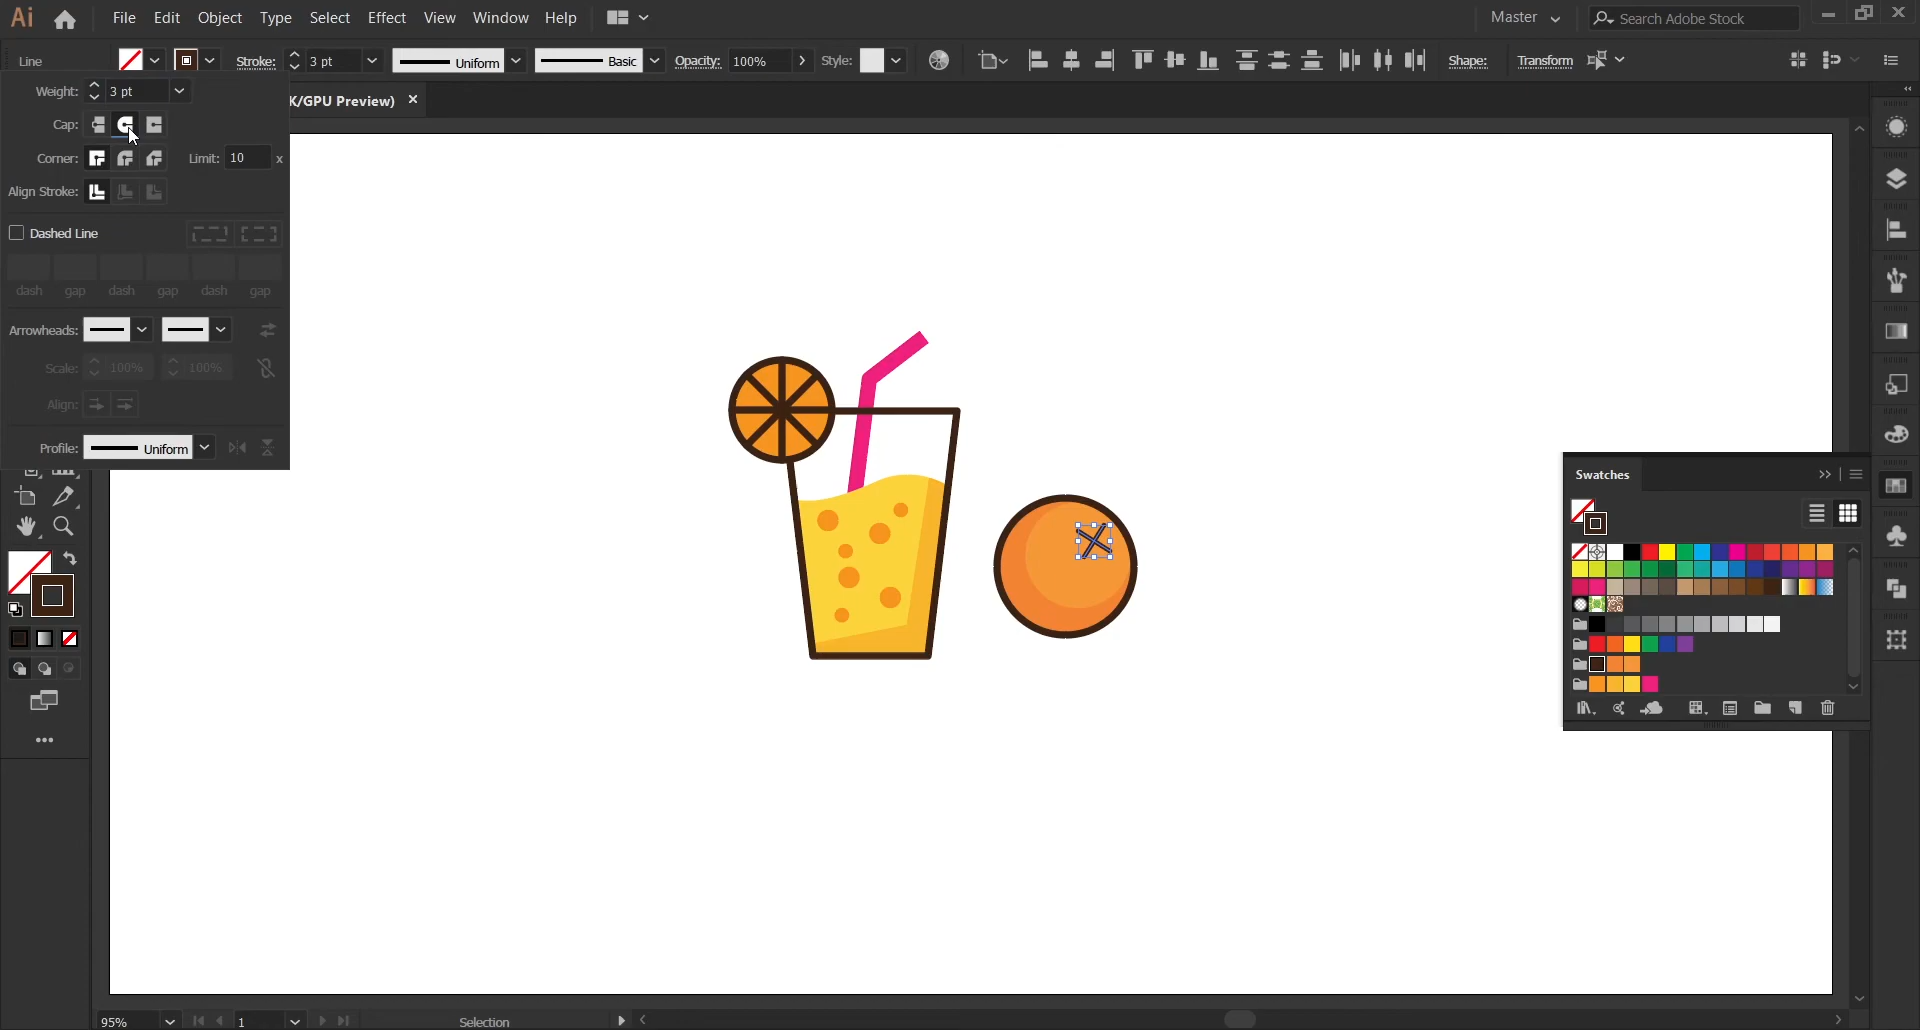 Ai File Edit Object Type Select Effect View Window Help Master Search Adobe Stock
Line Stroke: 3 pt Uniform Basic Opacity: 100% Style: Shape: Transform
Weight: 3 pt
K/GPU Preview) ×
Cap:
Corner: Limit: 10 x
Align Stroke:
Dashed Line
dash gap dash gap dash gap
Arrowheads:
Scale: 100% 100%
Align:
Profile: Uniform
Swatches
95% 1 Selection